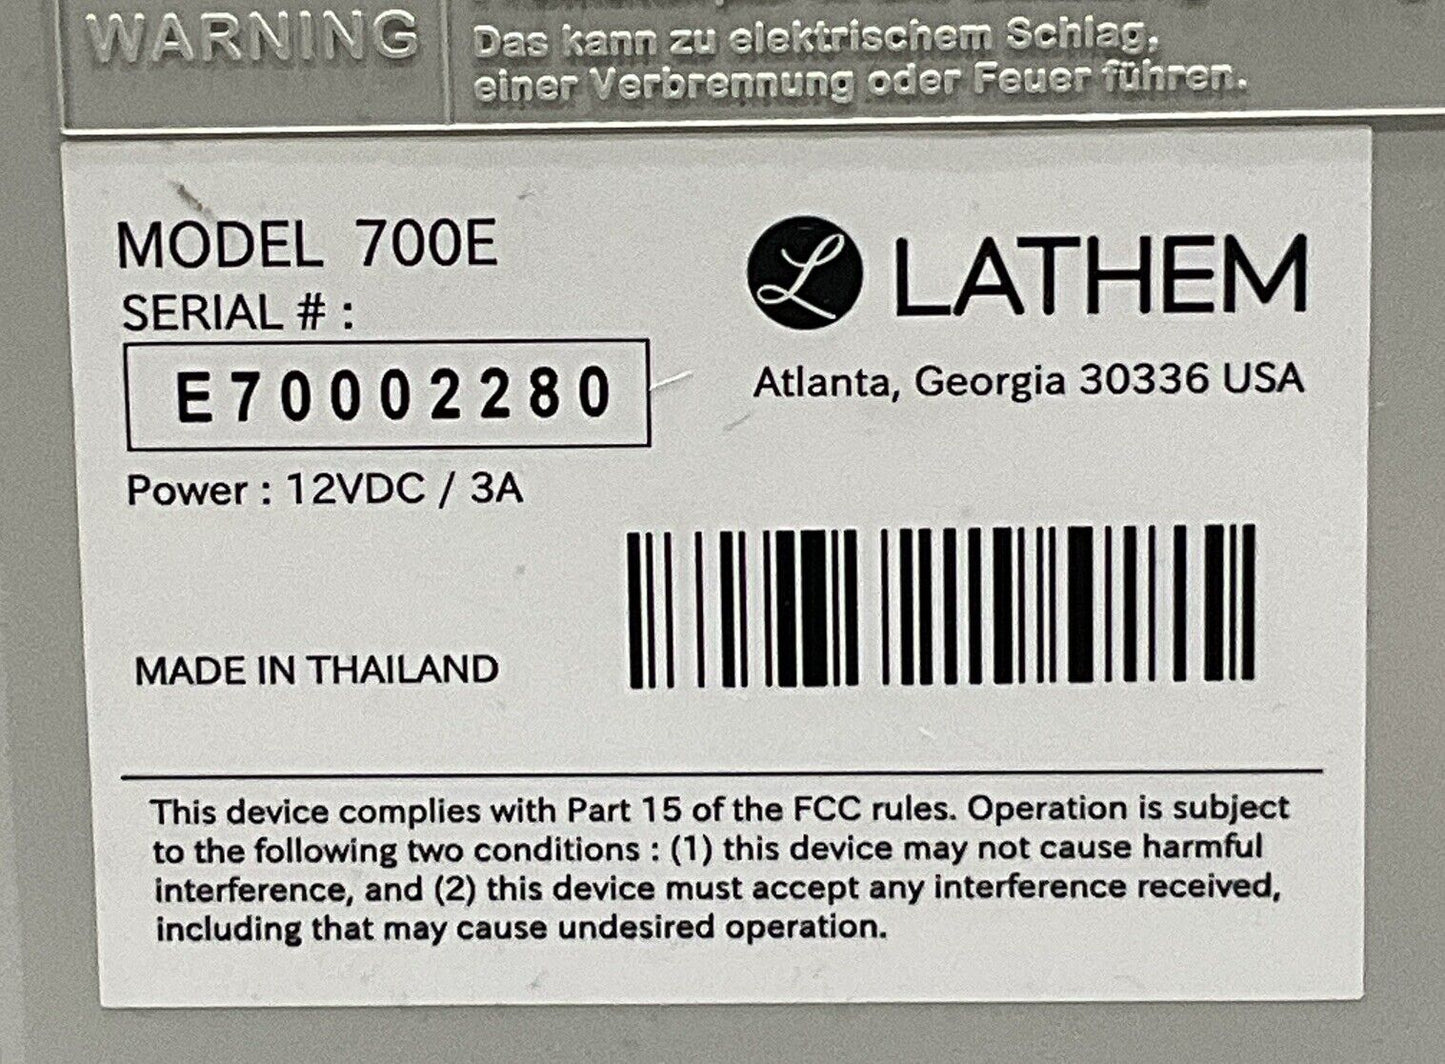 WARNING
Das kann zu elektrischem Schlag,
einer Verbrennung oder Feuer führen.
MODEL 700E
SERIAL # :
E70002280
Power : 12VDC / 3A
LATHEM
Atlanta, Georgia 30336 USA
MADE IN THAILAND
This device complies with Part 15 of the FCC rules. Operation is subject
to the following two conditions : (1) this device may not cause harmful
interference, and (2) this device must accept any interference received,
including that may cause undesired operation.